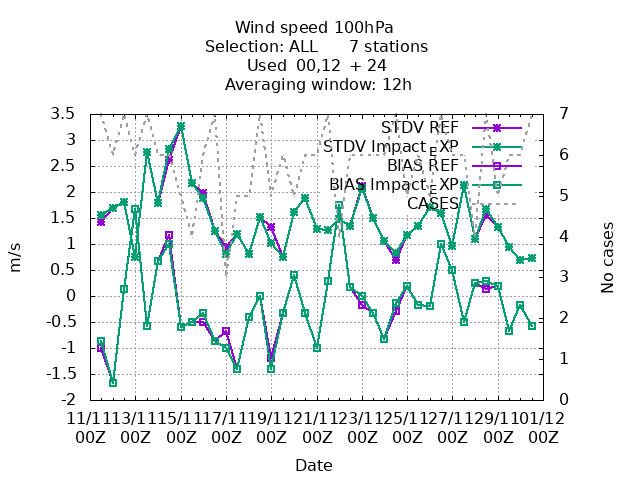 Wind speed 100hPa
Selection: ALL 7 stations
Used 00,12 + 24
Averaging window: 12h
STDV REF
STDV Impact_EXP
BIAS REF
BIAS Impact_EXP
CASES
3.5
3
2.5
2
1.5
1
0.5
0
-0.5
-1
-1.5
-2
m/s
7
6
5
4
3
2
1
0
No cases
11/11 13/11 15/11 17/11 19/11 21/11 23/11 25/11 27/11 29/11 01/12
00Z 00Z 00Z 00Z 00Z 00Z 00Z 00Z 00Z 00Z 00Z
Date